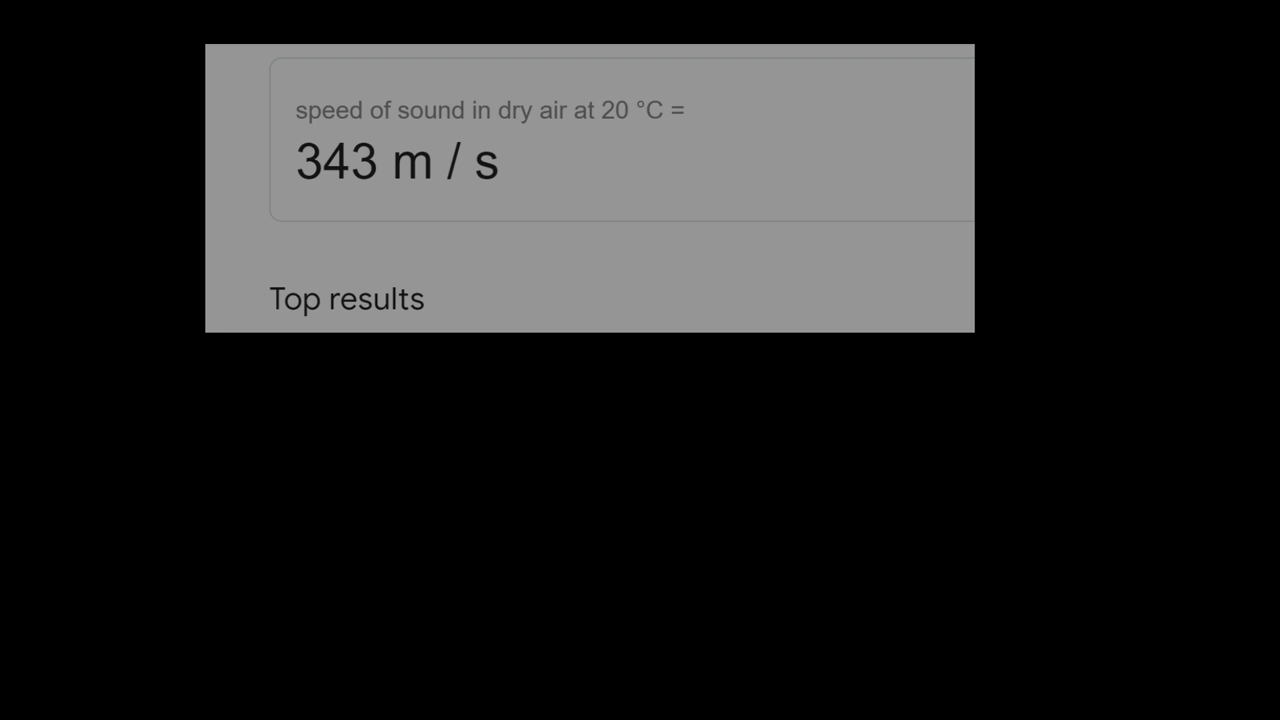 speed of sound in dry air at 20 °C =
343 m / s
Top results